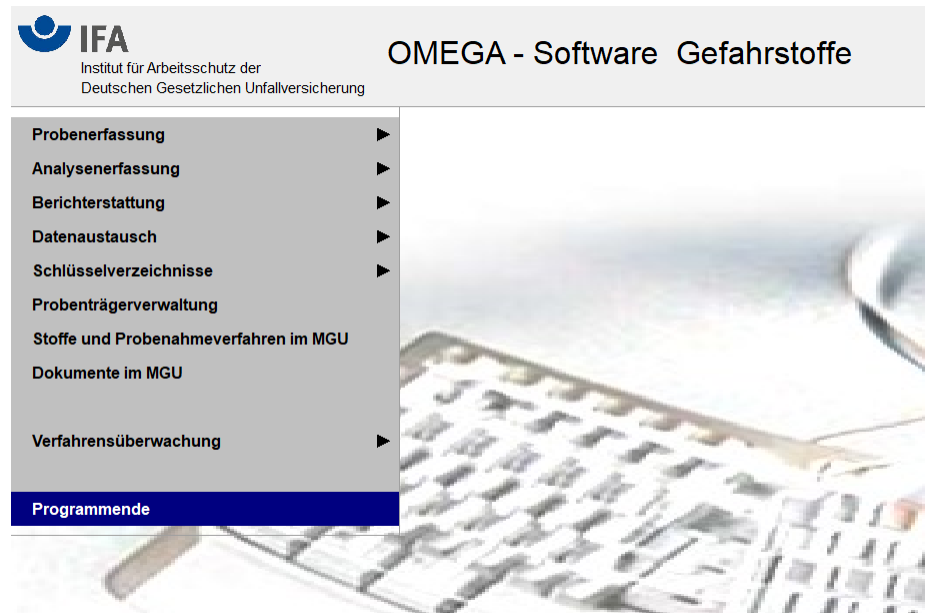 IFA
Institut für Arbeitsschutz der
Deutschen Gesetzlichen Unfallversicherung
OMEGA - Software Gefahrstoffe
Probenerfassung
Analysenerfassung
Berichterstattung
Datenaustausch
Schlüsselverzeichnisse
Probenträgerverwaltung
Stoffe und Probenahmeverfahren im MGU
Dokumente im MGU
Verfahrensüberwachung
Programmende